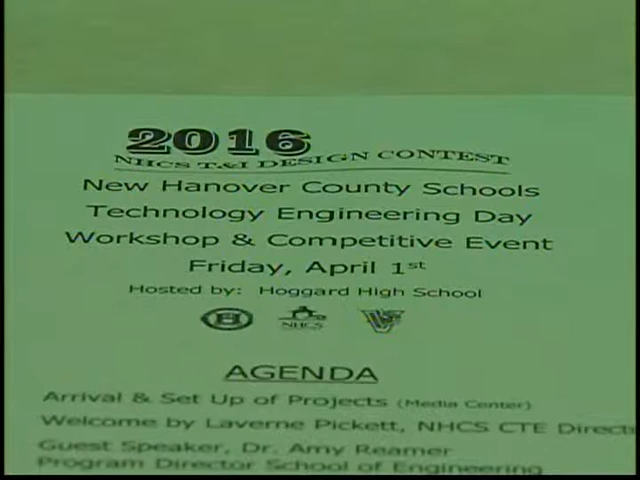 2016
NHCS T&I DESIGN CONTEST
New Hanover County Schools
Technology Engineering Day
Workshop & Competitive Event
Friday, April 1st
Hosted by: Hoggard High School
H
NHCS
V
AGENDA
Arrival & Set Up of Projects (Media Center)
Welcome by Laverne Pickett, NHCS CTE Direct
Guest Speaker, Dr. Amy Reamer
Program Director School of Engineering